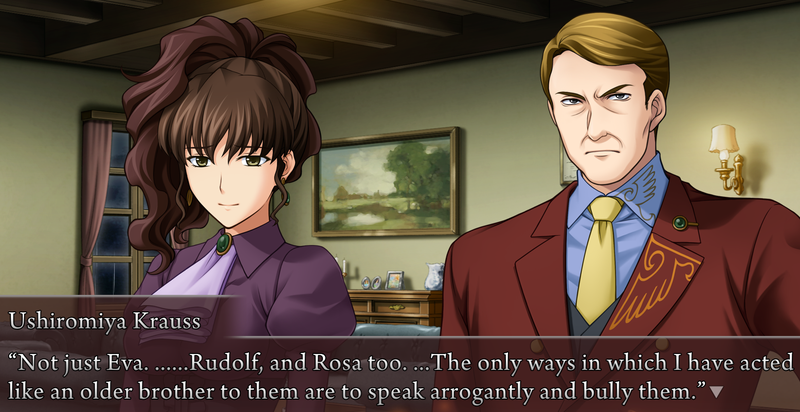 Ushiromiya Krauss
“Not just Eva. ......Rudolf, and Rosa too. ...The only ways in which I have acted
like an older brother to them are to speak arrogantly and bully them.”